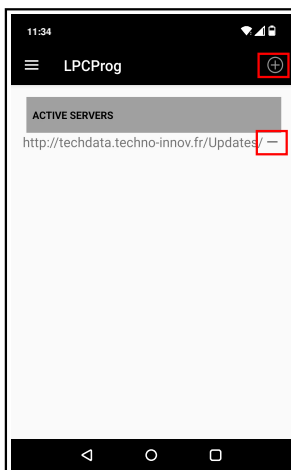 11:34
LPCProg
ACTIVE SERVERS
http://techdata.techno-innov.fr/Updates/